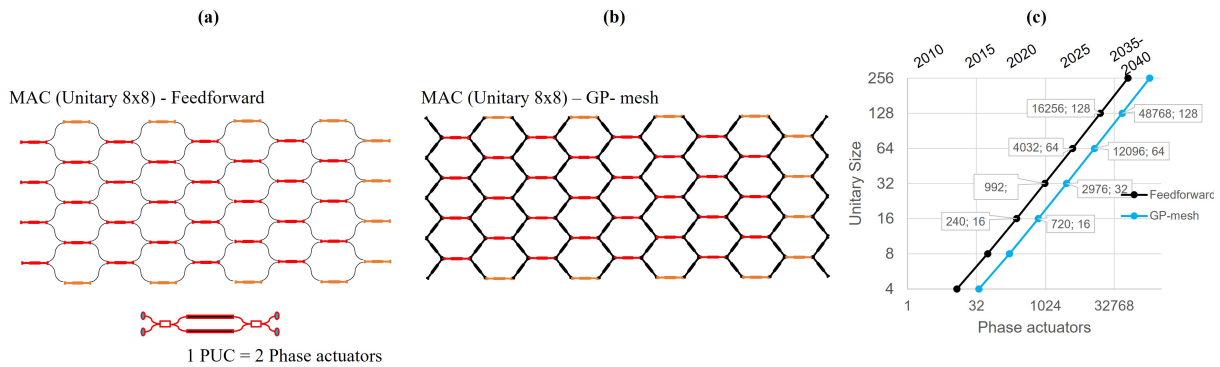 (a)
(b)
(c)
MAC (Unitary 8x8) - Feedforward
MAC (Unitary 8x8) – GP- mesh
1 PUC = 2 Phase actuators
2010
2015
2020
2025
2035-
2040
256
128
64
32
16
8
4
Unitary Size
16256; 128
48768; 128
4032; 64
12096; 64
992;
2976; 32
240; 16
720; 16
Feedforward
GP-mesh
1
32
1024
32768
Phase actuators